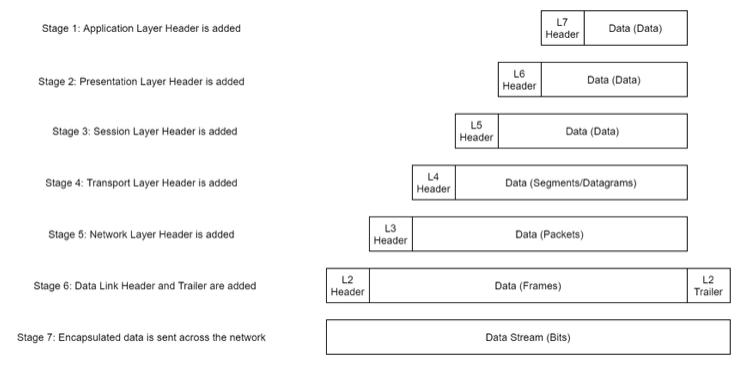 Stage 1: Application Layer Header is added
L7
Header
Data (Data)
Stage 2: Presentation Layer Header is added
L6
Header
Data (Data)
Stage 3: Session Layer Header is added
L5
Header
Data (Data)
Stage 4: Transport Layer Header is added
L4
Header
Data (Segments/Datagrams)
Stage 5: Network Layer Header is added
L3
Header
Data (Packets)
Stage 6: Data Link Header and Trailer are added
L2
Header
Data (Frames)
L2
Trailer
Stage 7: Encapsulated data is sent across the network
Data Stream (Bits)